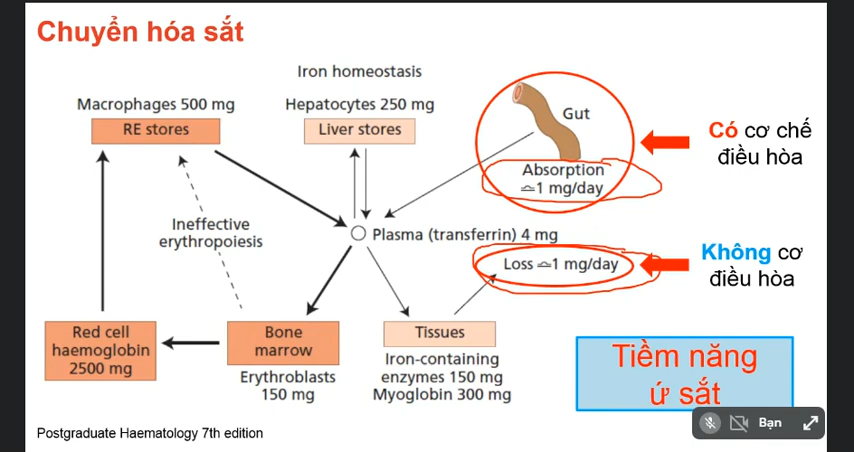 Chuyển hóa sắt
Iron homeostasis
Macrophages 500 mg
RE stores
Hepatocytes 250 mg
Liver stores
Gut
Absorption
≏1 mg/day
Có cơ chế
điều hòa
Ineffective
erythropoiesis
Plasma (transferrin) 4 mg
Loss ≏1 mg/day
Không cơ
điều hòa
Red cell
haemoglobin
2500 mg
Bone
marrow
Erythroblasts
150 mg
Tissues
Iron-containing
enzymes 150 mg
Myoglobin 300 mg
Tiềm năng
ứ sắt
Bạn
Postgraduate Haematology 7th edition